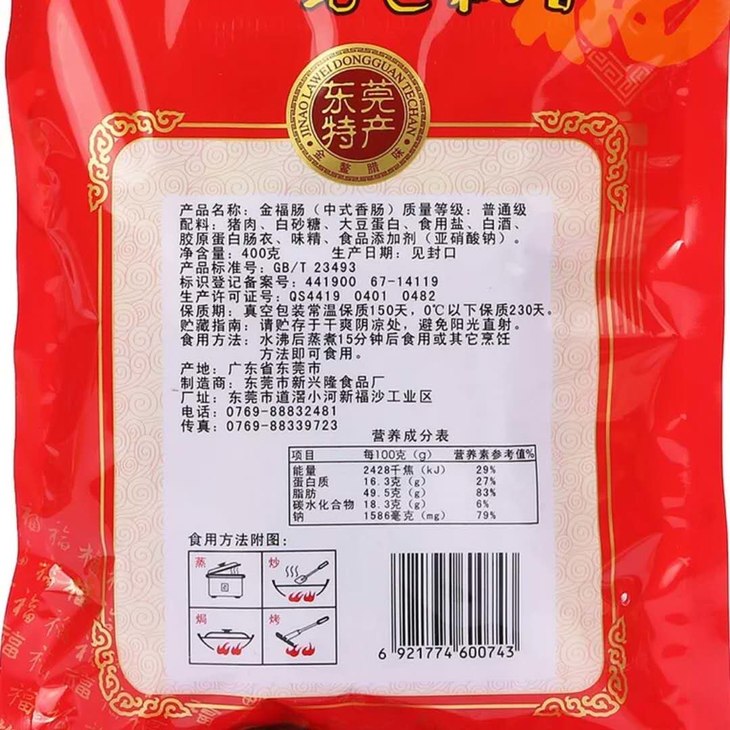 JINAOLAWEI DONGGUAN TECHAN
东莞
特产
·金鳌腊味·
产品名称：金福肠（中式香肠）质量等级：普通级
配料：猪肉、白砂糖、大豆蛋白、食用盐、白酒、
胶原蛋白肠衣、味精、食品添加剂（亚硝酸钠）。
净含量：400克 生产日期：见封口
产品标准号：GB/T 23493
标识登记备案号：441900 67-14119
生产许可证号：QS4419 0401 0482
保质期：真空包装常温保质150天，0℃以下保质230天。
贮藏指南：请贮存于干爽阴凉处，避免阳光直射。
食用方法：水沸后蒸煮15分钟后食用或其它烹饪
方法即可食用。
产地：广东省东莞市
制造商：东莞市新兴隆食品厂
厂址：东莞市道滘小河新福沙工业区
电话：0769-88832481
传真：0769-88339723
营养成分表
项目 每100克（g） 营养素参考值%
能量 2428千焦（kJ） 29%
蛋白质 16.3克（g） 27%
脂肪 49.5克（g） 83%
碳水化合物 18.3克（g） 6%
钠 1586毫克（mg） 79%
食用方法附图：
蒸 炒
焗 烤
6 921774 600743